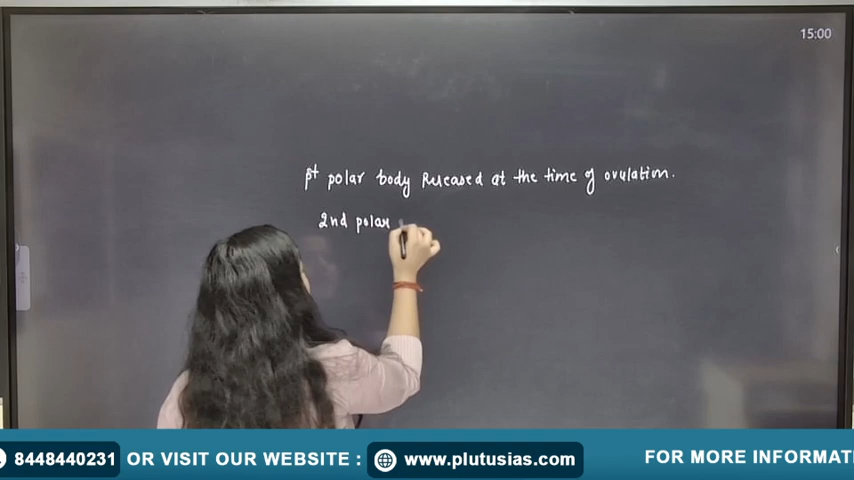 15:00
1st polar body Released at the time of ovulation.
2nd polar
8448440231 OR VISIT OUR WEBSITE : www.plutusias.com FOR MORE INFORMAT